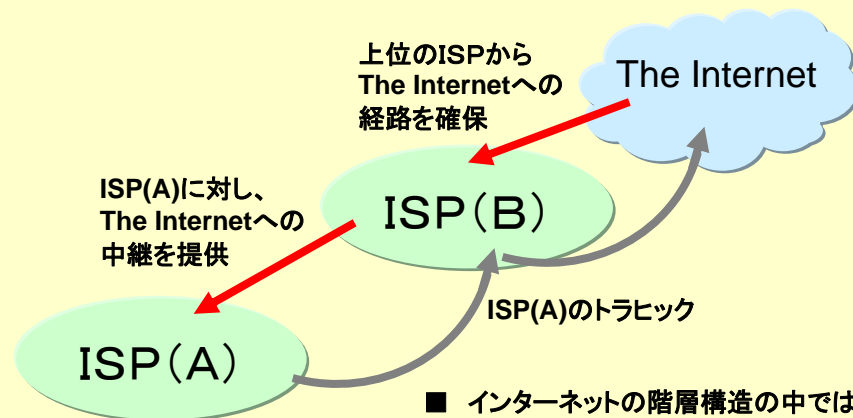 上位のISPから
The Internetへの
経路を確保
The Internet
ISP(A)に対し、
The Internetへの
中継を提供
ISP(B)
ISP(A)のトラヒック
ISP(A)
■ インターネットの階層構造の中では